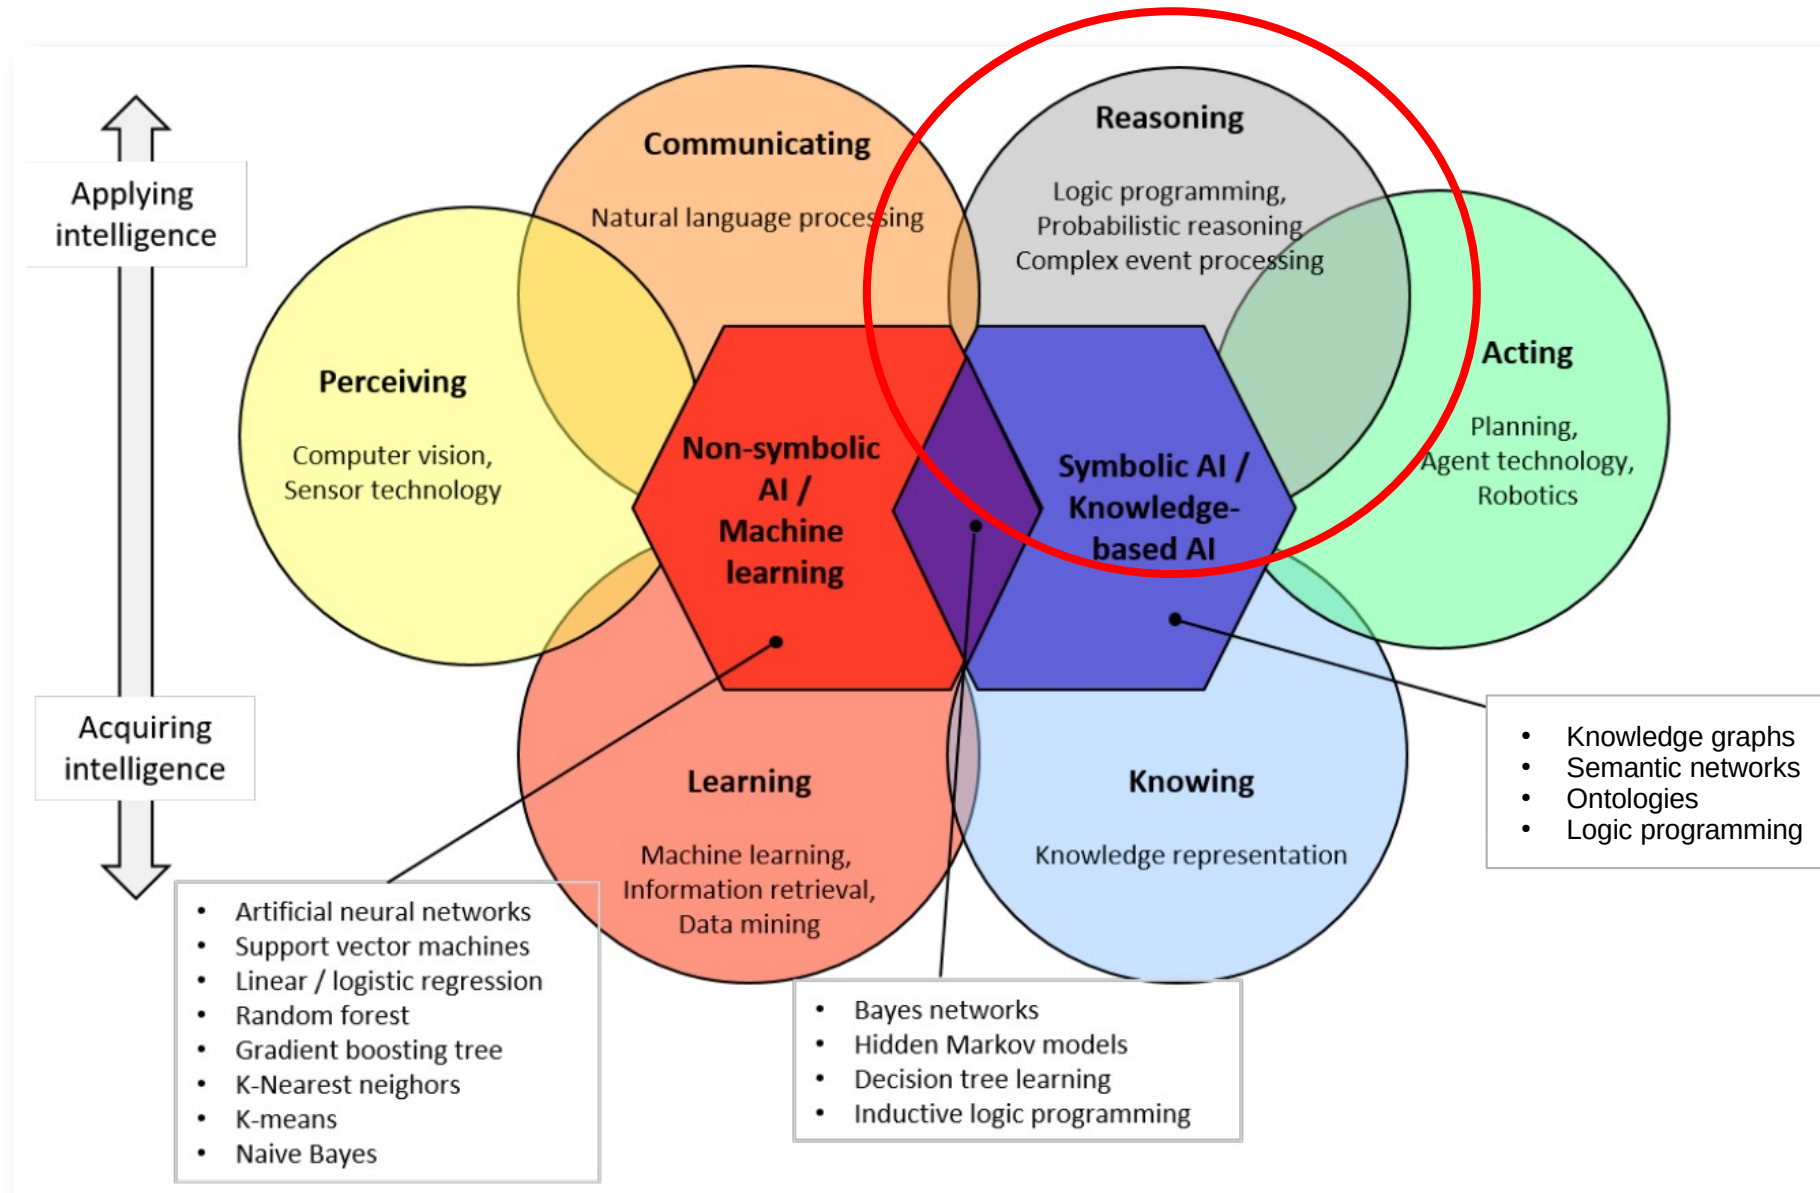 Applying
intelligence
Acquiring
intelligence
Communicating
Natural language processing
Reasoning
Logic programming,
Probabilistic reasoning
Complex event processing
Perceiving
Computer vision,
Sensor technology
Acting
Planning,
Agent technology,
Robotics
Non-symbolic
AI /
Machine
learning
Symbolic AI /
Knowledge-
based AI
Learning
Machine learning,
Information retrieval,
Data mining
Knowing
Knowledge representation
• Artificial neural networks
• Support vector machines
• Linear / logistic regression
• Random forest
• Gradient boosting tree
• K-Nearest neighors
• K-means
• Naive Bayes
• Bayes networks
• Hidden Markov models
• Decision tree learning
• Inductive logic programming
• Knowledge graphs
• Semantic networks
• Ontologies
• Logic programming